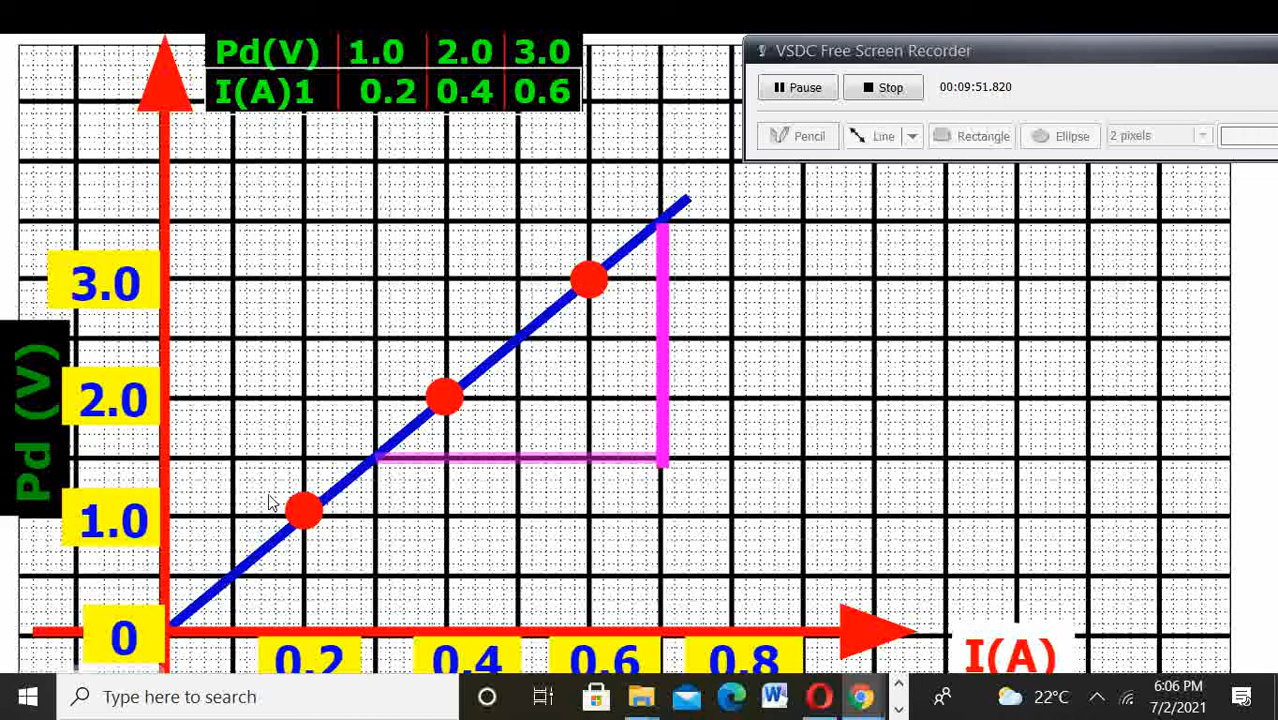 Pd(V) 1.0 2.0 3.0
I(A)1 0.2 0.4 0.6
VSDC Free Screen Recorder
Pause Stop 00:09:51.820
Pencil Line Rectangle Ellipse 2 pixels
3.0
2.0
1.0
0
Pd (V)
0.2 0.4 0.6 0.8 I(A)
Type here to search
22°C
6:06 PM
7/2/2021